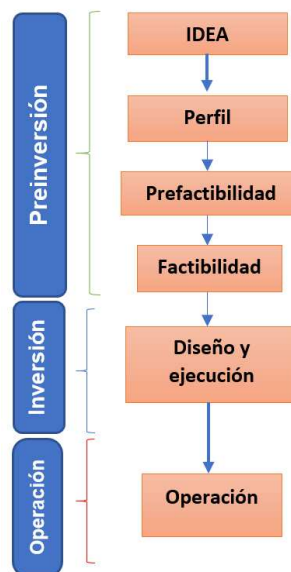 Preinversión
IDEA
Perfil
Prefactibilidad
Factibilidad
Inversión
Diseño y
ejecución
Operación
Operación